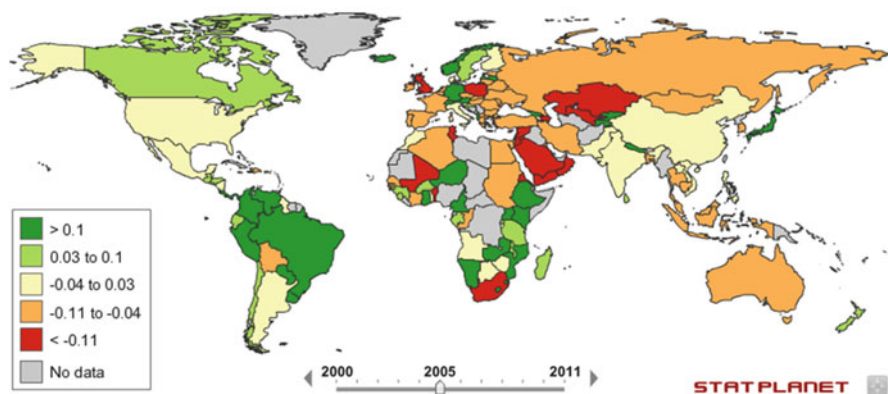 > 0.1
0.03 to 0.1
-0.04 to 0.03
-0.11 to -0.04
< -0.11
No data
2000 2005 2011
STATPLANET